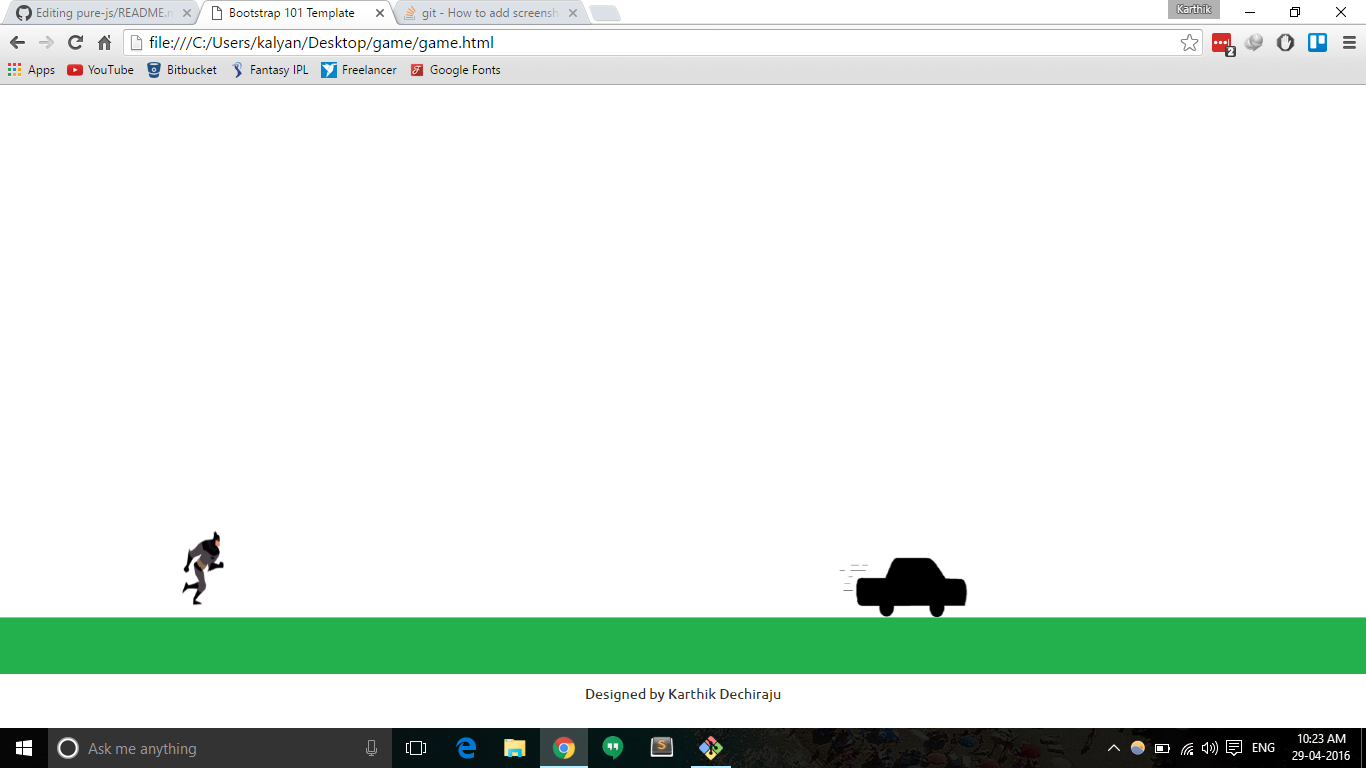 Editing pure-js/README.m
Bootstrap 101 Template
git - How to add screensh
Karthik
file:///C:/Users/kalyan/Desktop/game/game.html
2
Apps
YouTube
Bitbucket
Fantasy IPL
Freelancer
Google Fonts
Designed by Karthik Dechiraju
Ask me anything
ENG
10:23 AM
29-04-2016